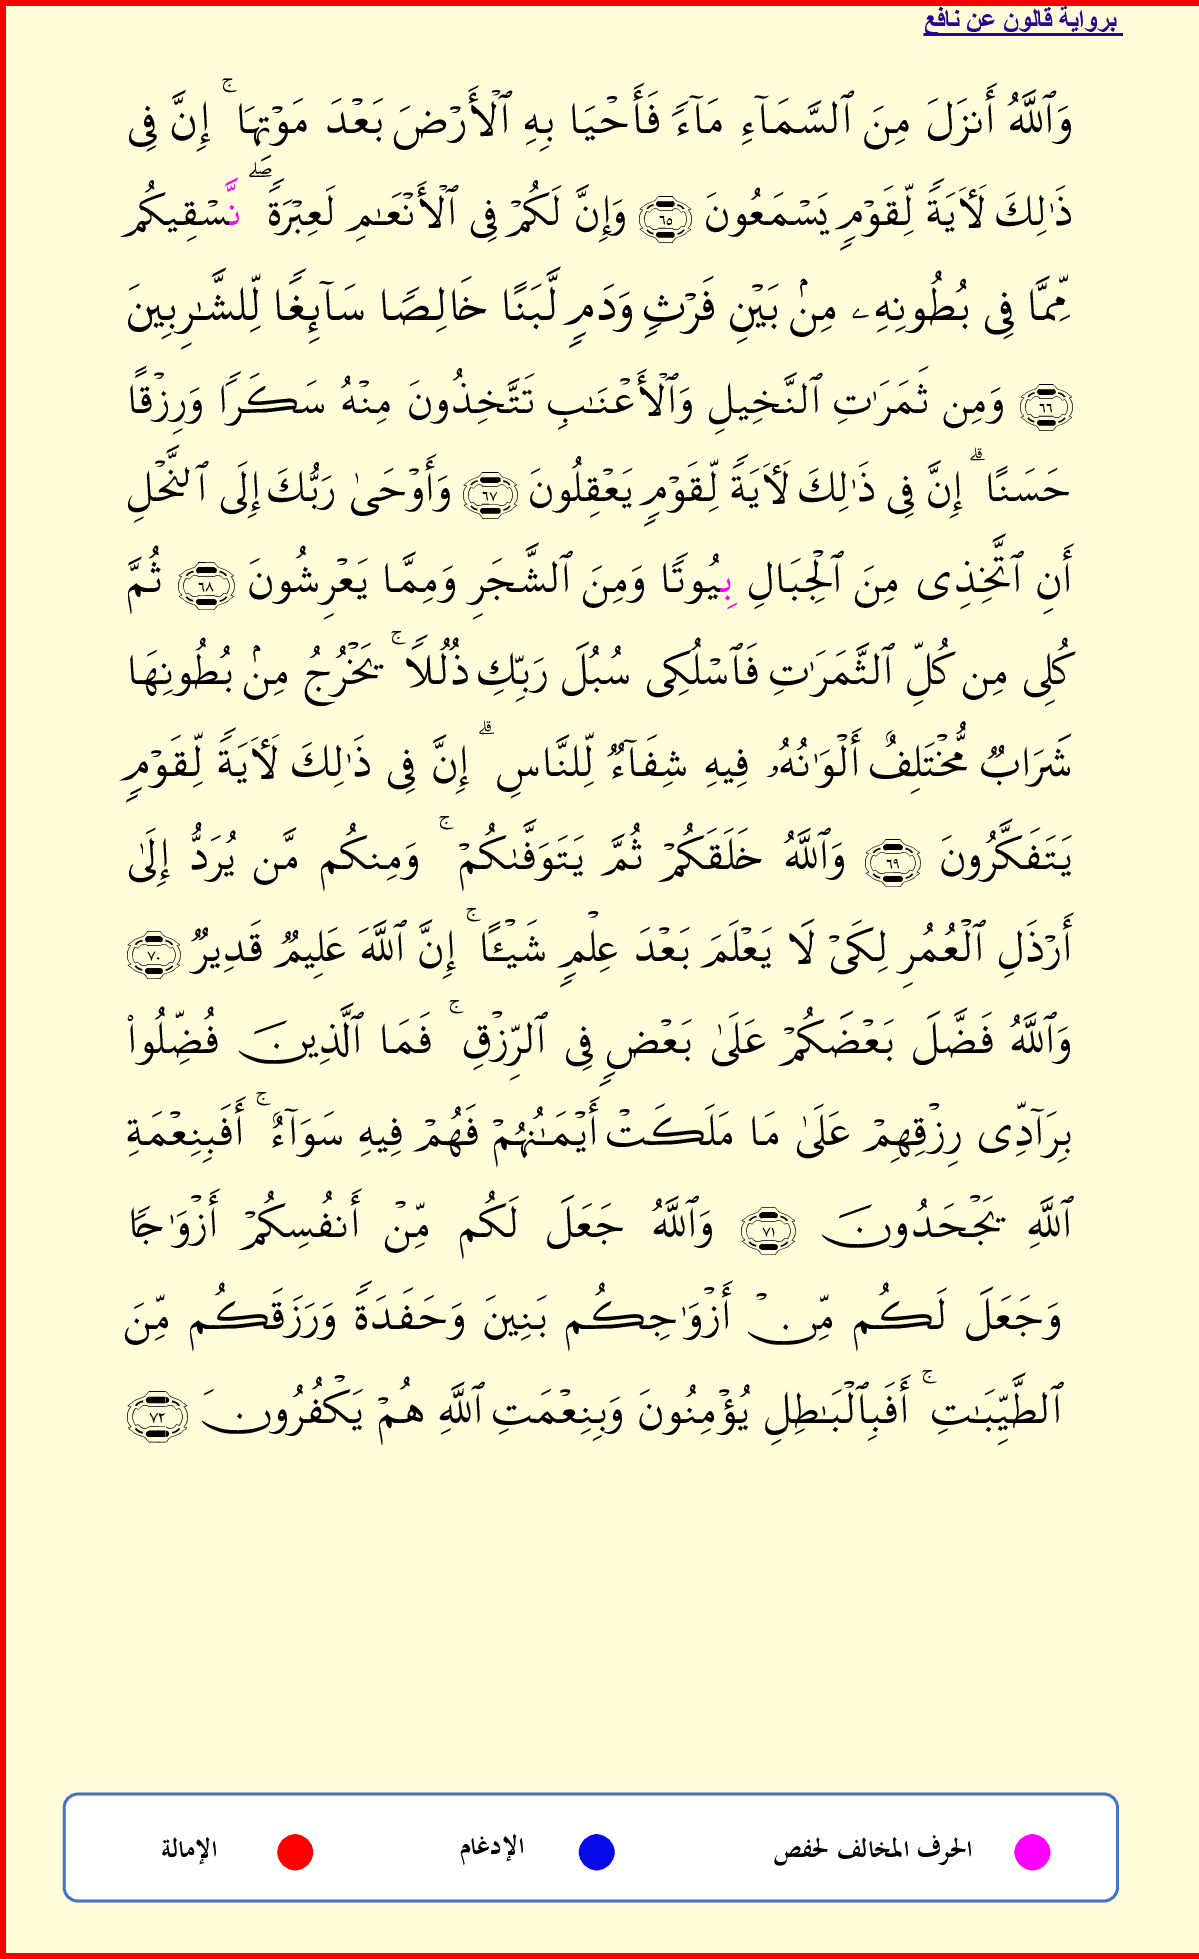 برواية قالون عن نافع
وَٱللَّهُ أَنزَلَ مِنَ ٱلسَّمَآءِ مَآءٗ فَأَحۡيَا بِهِ ٱلۡأَرۡضَ بَعۡدَ مَوۡتِهَاۚ إِنَّ فِي
ذَٰلِكَ لَأٓيَةٗ لِّقَوۡمٖ يَسۡمَعُونَ ٦٥ وَإِنَّ لَكُمۡ فِي ٱلۡأَنۡعَٰمِ لَعِبۡرَةٗۖ نَّسۡقِيكُم
مِّمَّا فِي بُطُونِهِۦ مِنۢ بَيۡنِ فَرۡثٖ وَدَمٖ لَّبَنًا خَالِصٗا سَآئِغٗا لِّلشَّٰرِبِينَ
٦٦ وَمِن ثَمَرَٰتِ ٱلنَّخِيلِ وَٱلۡأَعۡنَٰبِ تَتَّخِذُونَ مِنۡهُ سَكَرٗا وَرِزۡقًا
حَسَنًاۗ إِنَّ فِي ذَٰلِكَ لَأٓيَةٗ لِّقَوۡمٖ يَعۡقِلُونَ ٦٧ وَأَوۡحَىٰ رَبُّكَ إِلَى ٱلنَّحۡلِ
أَنِ ٱتَّخِذِي مِنَ ٱلۡجِبَالِ بِيُوتٗا وَمِنَ ٱلشَّجَرِ وَمِمَّا يَعۡرِشُونَ ٦٨ ثُمَّ
كُلِي مِن كُلِّ ٱلثَّمَرَٰتِ فَٱسۡلُكِي سُبُلَ رَبِّكِ ذُلُلٗاۚ يَخۡرُجُ مِنۢ بُطُونِهَا
شَرَابٞ مُّخۡتَلِفٌ أَلۡوَٰنُهُۥ فِيهِ شِفَآءٞ لِّلنَّاسِۗ إِنَّ فِي ذَٰلِكَ لَأٓيَةٗ لِّقَوۡمٖ
يَتَفَكَّرُونَ ٦٩ وَٱللَّهُ خَلَقَكُمۡ ثُمَّ يَتَوَفَّىٰكُمۡۚ وَمِنكُم مَّن يُرَدُّ إِلَىٰ
أَرۡذَلِ ٱلۡعُمُرِ لِكَيۡ لَا يَعۡلَمَ بَعۡدَ عِلۡمٖ شَيۡـًٔاۚ إِنَّ ٱللَّهَ عَلِيمٞ قَدِيرٞ ٧٠
وَٱللَّهُ فَضَّلَ بَعۡضَكُمۡ عَلَىٰ بَعۡضٖ فِي ٱلرِّزۡقِۚ فَمَا ٱلَّذِينَ فُضِّلُواْ
بِرَآدِّي رِزۡقِهِمۡ عَلَىٰ مَا مَلَكَتۡ أَيۡمَٰنُهُمۡ فَهُمۡ فِيهِ سَوَآءٌۚ أَفَبِنِعۡمَةِ
ٱللَّهِ يَجۡحَدُونَ ٧١ وَٱللَّهُ جَعَلَ لَكُم مِّنۡ أَنفُسِكُمۡ أَزۡوَٰجٗا
وَجَعَلَ لَكُم مِّنۡ أَزۡوَٰجِكُم بَنِينَ وَحَفَدَةٗ وَرَزَقَكُم مِّنَ
ٱلطَّيِّبَٰتِۚ أَفَبِٱلۡبَٰطِلِ يُؤۡمِنُونَ وَبِنِعۡمَتِ ٱللَّهِ هُمۡ يَكۡفُرُونَ ٧٢
الحرف المخالف لحفص الإدغام الإمالة